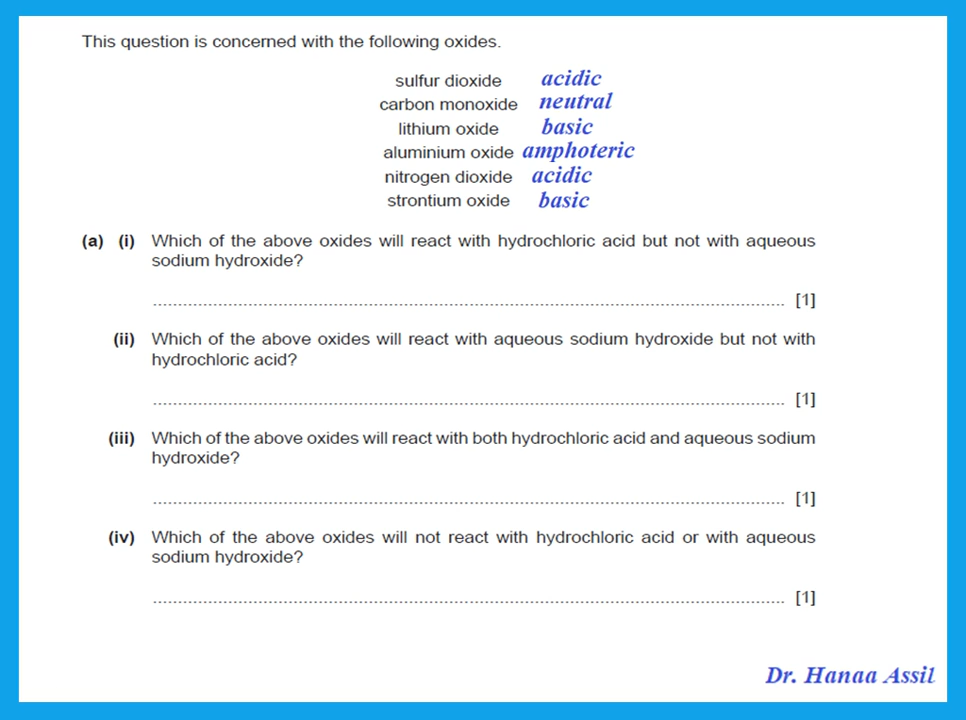 This question is concerned with the following oxides.
sulfur dioxide acidic
carbon monoxide neutral
lithium oxide basic
aluminium oxide amphoteric
nitrogen dioxide acidic
strontium oxide basic
(a) (i) Which of the above oxides will react with hydrochloric acid but not with aqueous
sodium hydroxide?
[1]
(ii) Which of the above oxides will react with aqueous sodium hydroxide but not with
hydrochloric acid?
[1]
(iii) Which of the above oxides will react with both hydrochloric acid and aqueous sodium
hydroxide?
[1]
(iv) Which of the above oxides will not react with hydrochloric acid or with aqueous
sodium hydroxide?
[1]
Dr. Hanaa Assil